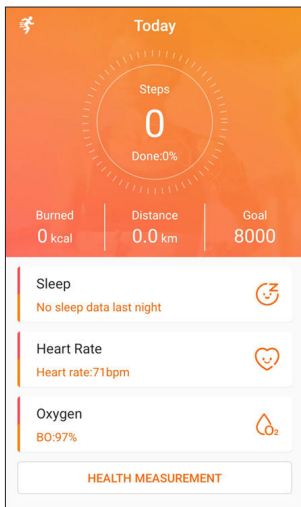 Today
Steps
0
Done:0%
Burned
0 kcal
Distance
0.0 km
Goal
8000
Sleep
No sleep data last night
Z
Heart Rate
Heart rate:71bpm
Oxygen
BO:97%
O₂
HEALTH MEASUREMENT